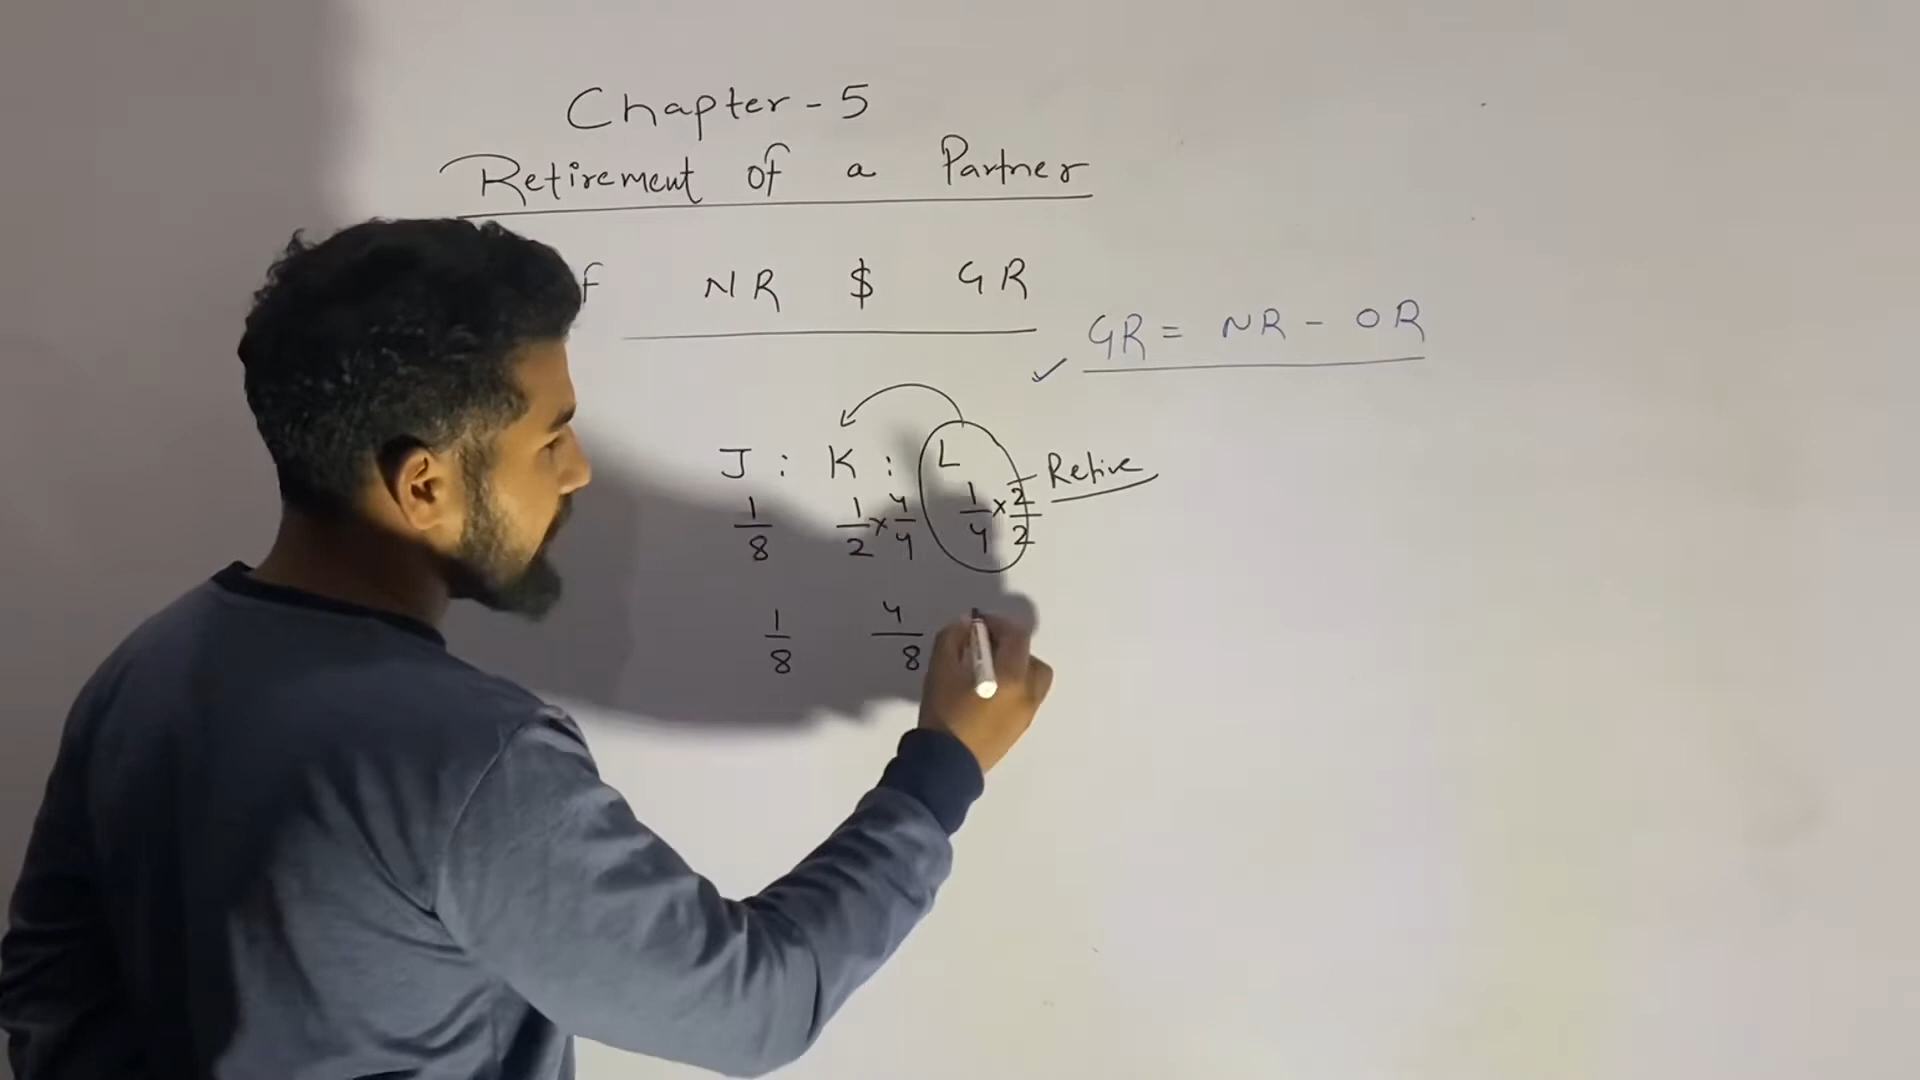 Chapter - 5
Retirement of a Partner
f NR $ GR
GR = NR - OR
J : K : L Retire
1/8 1/2 x 4/4 1/4 x 2/2
1/8 4/8